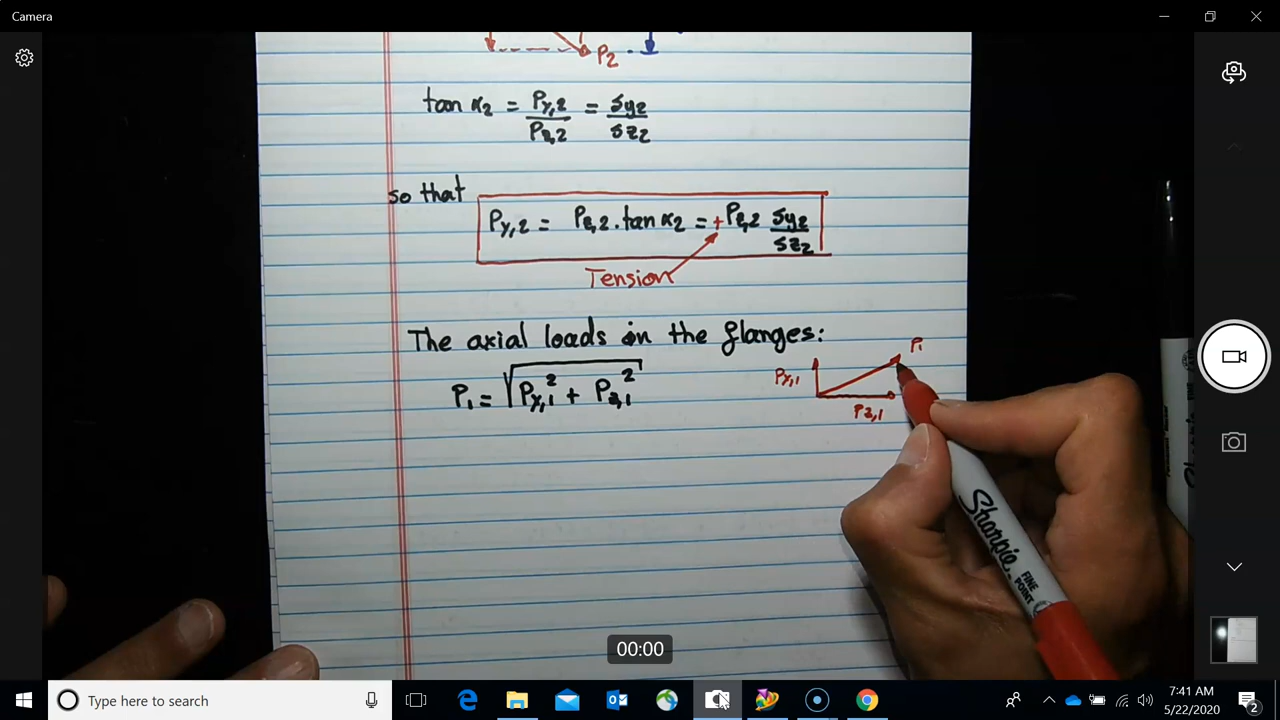 Camera
P2
tan α2 = Py,2 / Pz,2 = δy2 / δz2
so that
Py,2 = Pz,2 . tan α2 = + Pz,2 δy2 / δz2
Tension
The axial loads in the flanges:
P1
Py,1
P1 = √Py,1² + Pz,1²
Pz,1
Sharpie
FINE
POINT
00:00
Type here to search
7:41 AM
5/22/2020
2